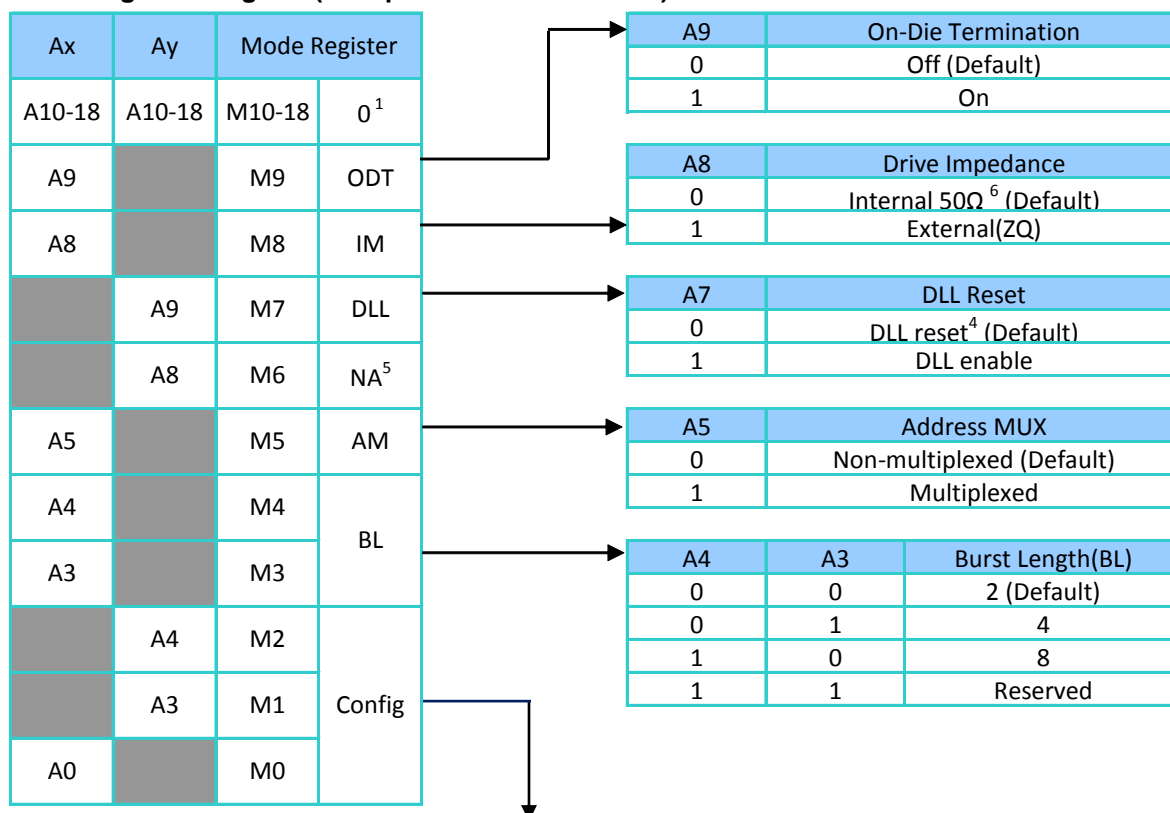 Ax Ay Mode Register
A10-18 A10-18 M10-18 0¹
A9 M9 ODT
A8 M8 IM
A9 M7 DLL
A8 M6 NA⁵
A5 M5 AM
A4 M4 BL
A3 M3
A4 M2 Config
A3 M1
A0 M0
A9 On-Die Termination
0 Off (Default)
1 On
A8 Drive Impedance
0 Internal 50Ω ⁶ (Default)
1 External(ZQ)
A7 DLL Reset
0 DLL reset⁴ (Default)
1 DLL enable
A5 Address MUX
0 Non-multiplexed (Default)
1 Multiplexed
A4 A3 Burst Length(BL)
0 0 2 (Default)
0 1 4
1 0 8
1 1 Reserved